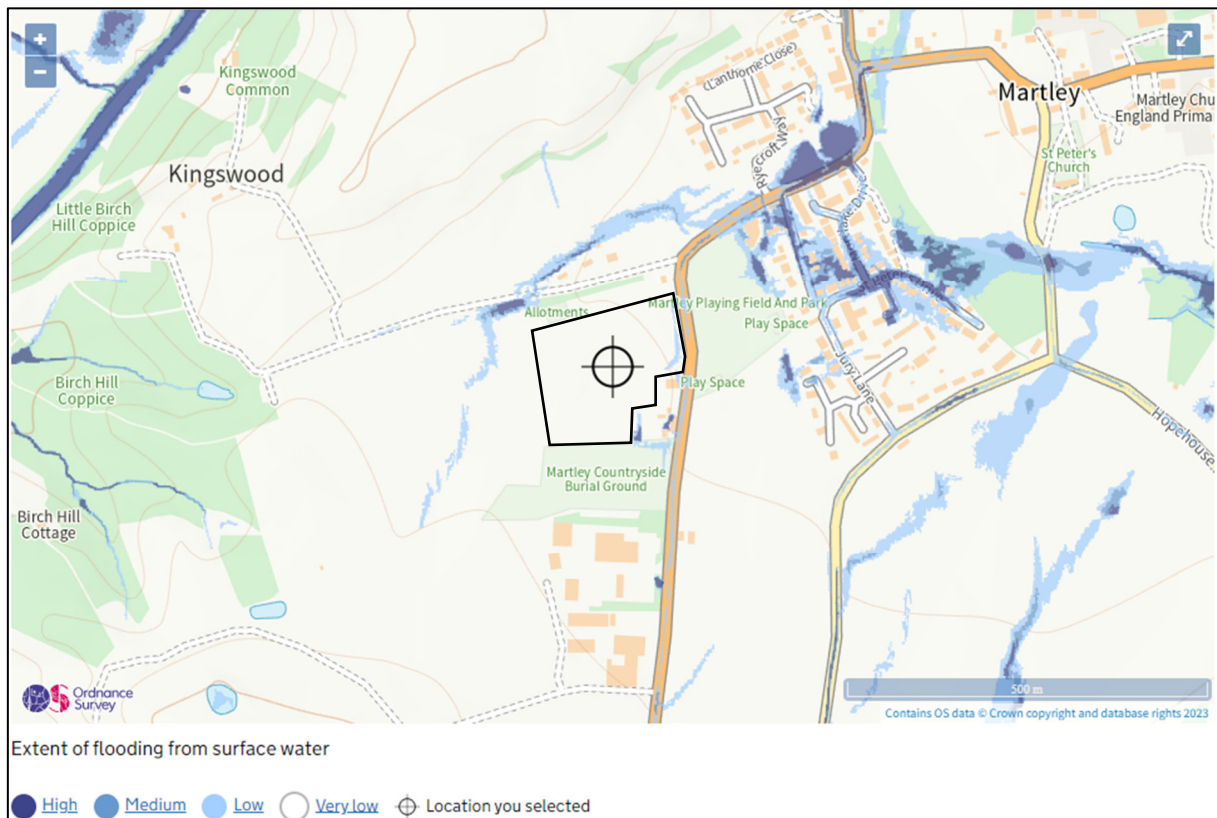 +
−
Kingswood
Common
Kingswood
Little Birch
Hill Coppice
(Lanthorne Close)
Ryecroft Way
Martley
Martley Chu
England Prima
St Peter's
Church
Allotments
Martley Playing Field And Park
Play Space
Play Space
Jury Lane
Hopehouse
Birch Hill
Coppice
Martley Countryside
Burial Ground
Birch Hill
Cottage
Ordnance
Survey
500 m
Contains OS data © Crown copyright and database rights 2023
Extent of flooding from surface water
High Medium Low Very low Location you selected